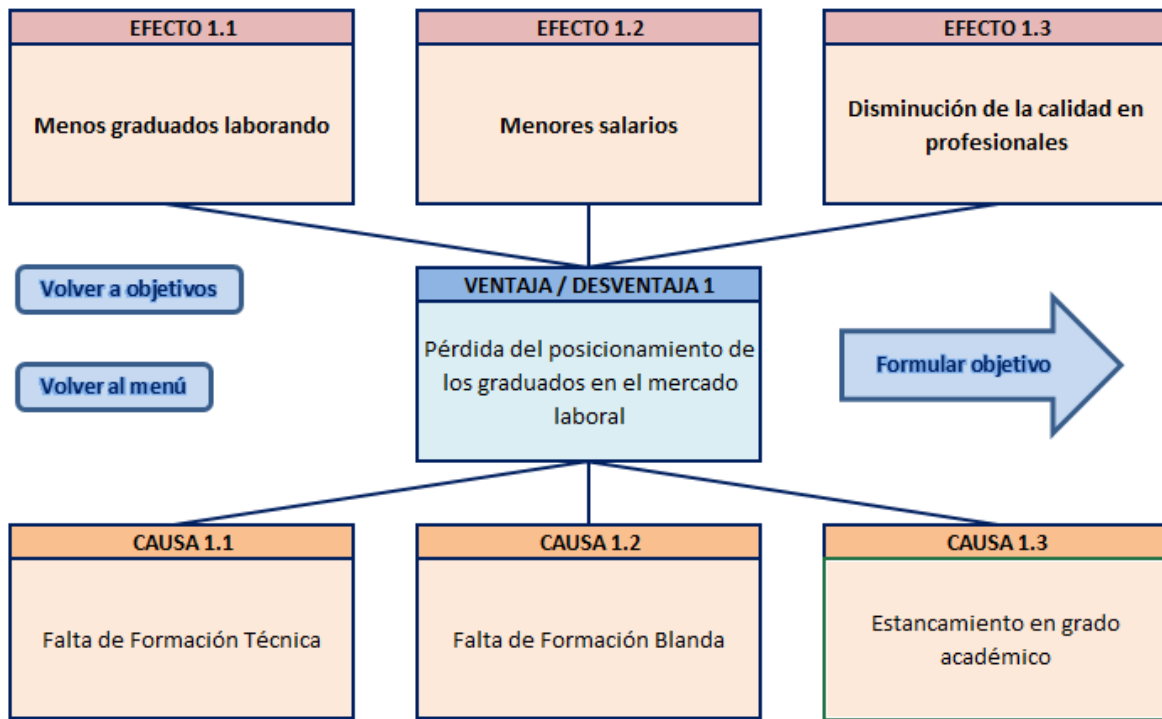 EFECTO 1.1
EFECTO 1.2
EFECTO 1.3
Menos graduados laborando
Menores salarios
Disminución de la calidad en
profesionales
Volver a objetivos
Volver al menú
VENTAJA / DESVENTAJA 1
Pérdida del posicionamiento de
los graduados en el mercado
laboral
Formular objetivo
CAUSA 1.1
CAUSA 1.2
CAUSA 1.3
Falta de Formación Técnica
Falta de Formación Blanda
Estancamiento en grado
académico